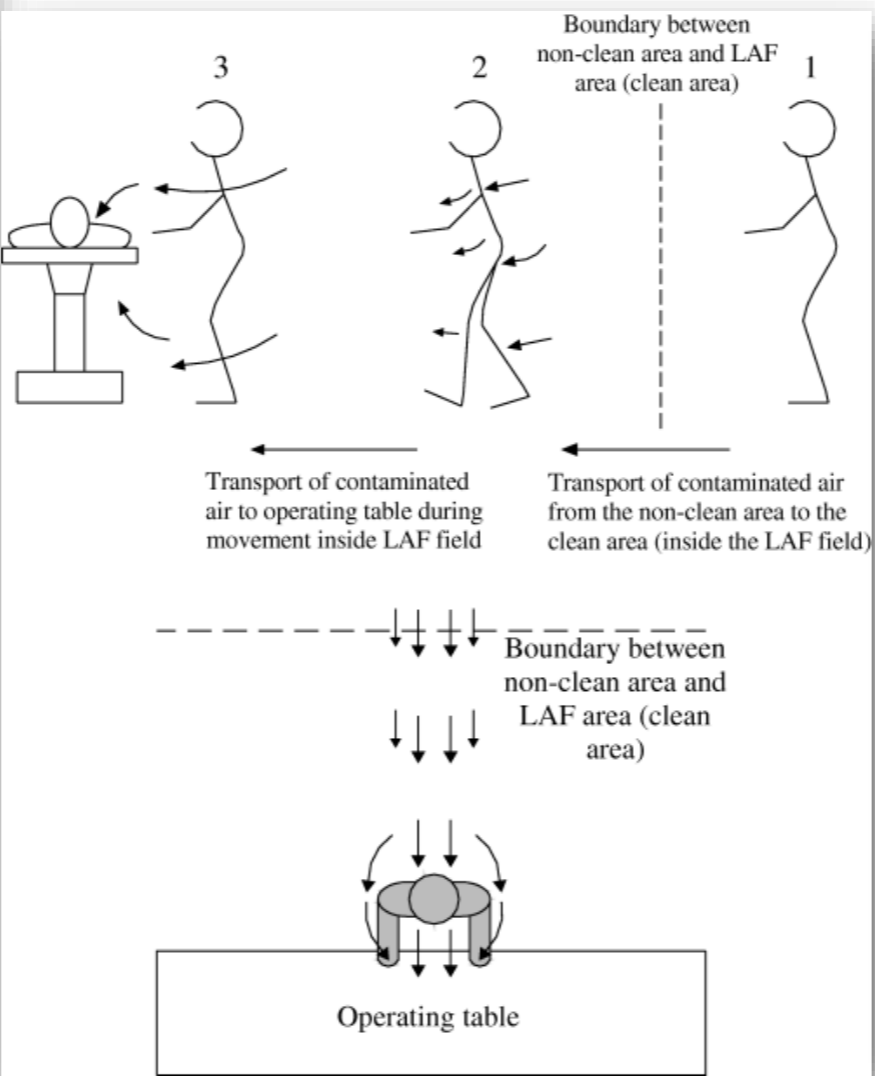 Boundary between
non-clean area and LAF
area (clean area)
3
2
1
Transport of contaminated
air to operating table during
movement inside LAF field
Transport of contaminated air
from the non-clean area to the
clean area (inside the LAF field)
Boundary between
non-clean area and
LAF area (clean
area)
Operating table